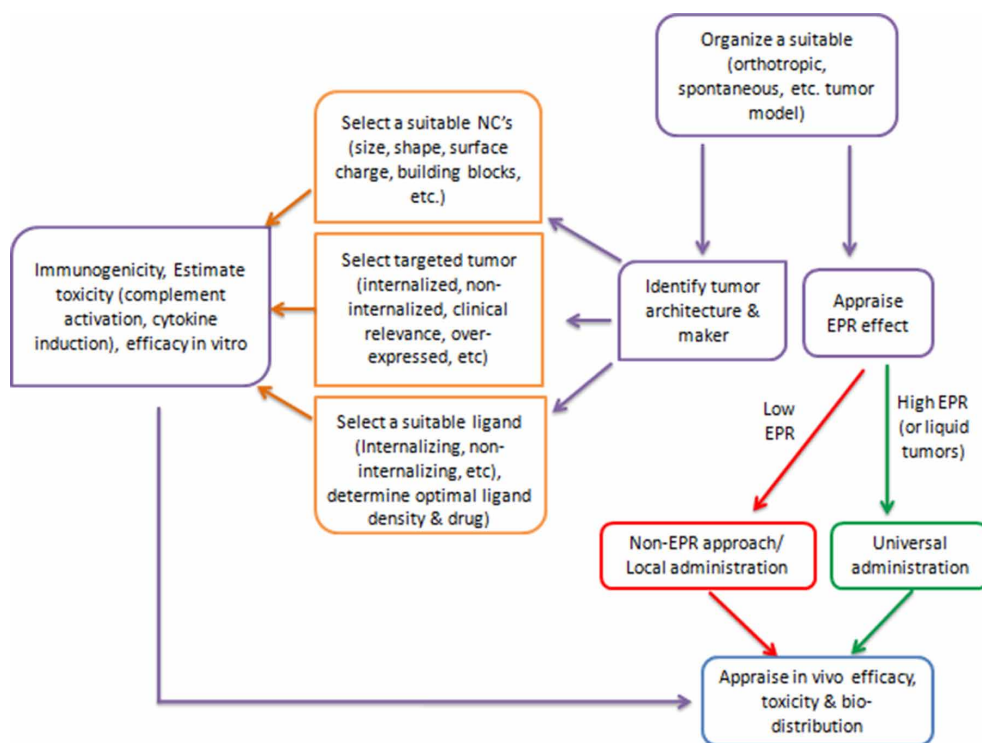 Organize a suitable
(orthotropic,
spontaneous, etc. tumor
model)
Select a suitable NC's
(size, shape, surface
charge, building blocks,
etc.)
Immunogenicity, Estimate
toxicity (complement
activation, cytokine
induction), efficacy in vitro
Select targeted tumor
(internalized, non-
internalized, clinical
relevance, over-
expressed, etc)
Identify tumor
architecture &
maker
Appraise
EPR effect
Select a suitable ligand
(Internalizing, non-
internalizing, etc),
determine optimal ligand
density & drug)
Low
EPR
High EPR
(or liquid
tumors)
Non-EPR approach/
Local administration
Universal
administration
Appraise in vivo efficacy,
toxicity & bio-
distribution